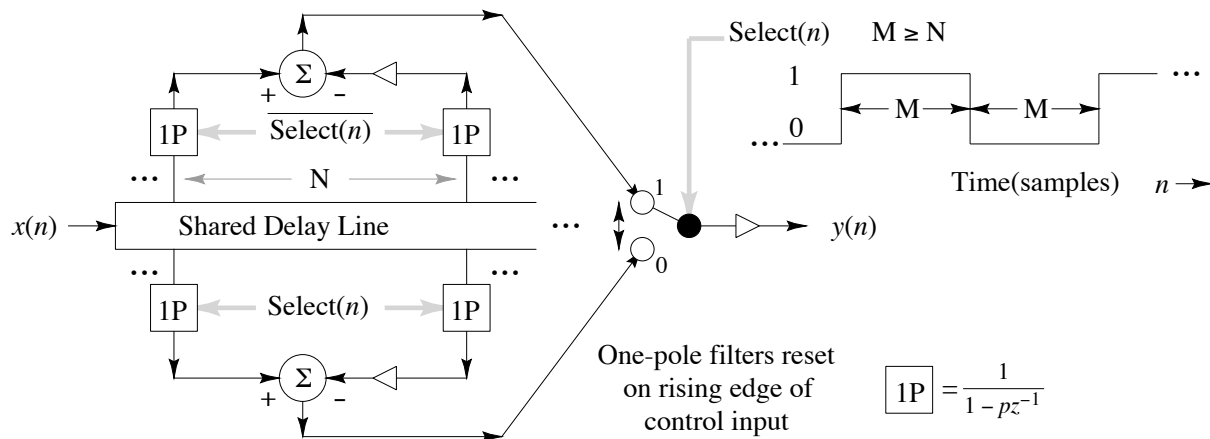 Select(n) M ≥ N
Σ
+ −
1
M M
0
1P Select(n) 1P
N
Time(samples) n
x(n) Shared Delay Line
1
0
y(n)
1P Select(n) 1P
Σ
+ −
One-pole filters reset
on rising edge of
control input
1P = 1 / 1 − pz⁻¹
... ... ... ... ... ... ...